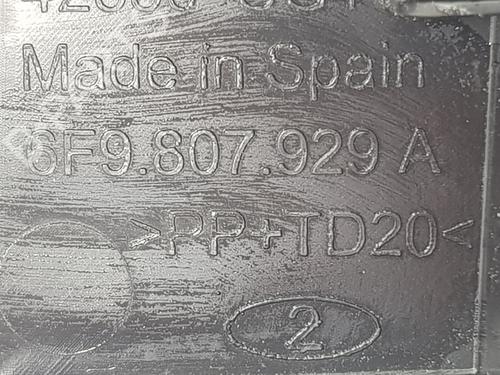 Made in Spain
6F9.807.929 A
>PP+TD20<
2